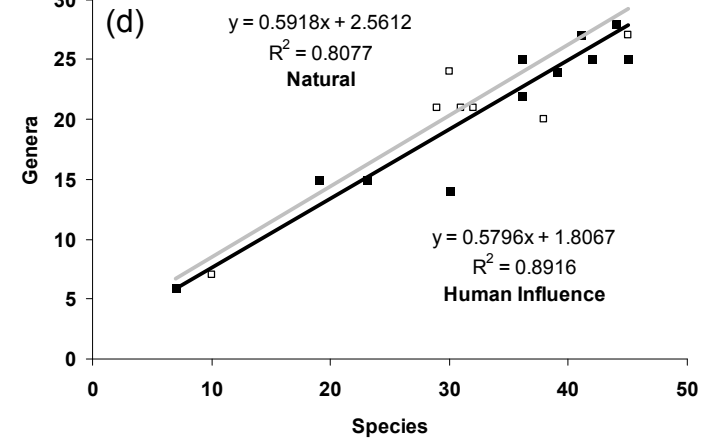 30
(d)
y = 0.5918x + 2.5612
R² = 0.8077
Natural
25
20
15
10
5
0
Genera
y = 0.5796x + 1.8067
R² = 0.8916
Human Influence
0 10 20 30 40 50
Species